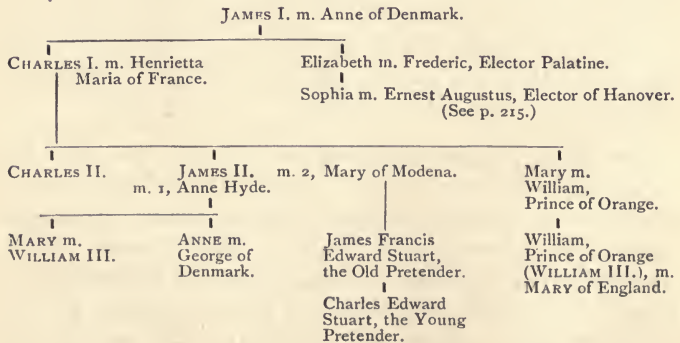 JAMES I. m. Anne of Denmark.
CHARLES I. m. Henrietta
Maria of France.
Elizabeth m. Frederic, Elector Palatine.
Sophia m. Ernest Augustus, Elector of Hanover.
(See p. 215.)
CHARLES II.
JAMES II. m. 2, Mary of Modena.
m. 1, Anne Hyde.
Mary m.
William,
Prince of Orange.
MARY m.
WILLIAM III.
ANNE m.
George of
Denmark.
James Francis
Edward Stuart,
the Old Pretender.
William,
Prince of Orange
(WILLIAM III.), m.
MARY of England.
Charles Edward
Stuart, the Young
Pretender.